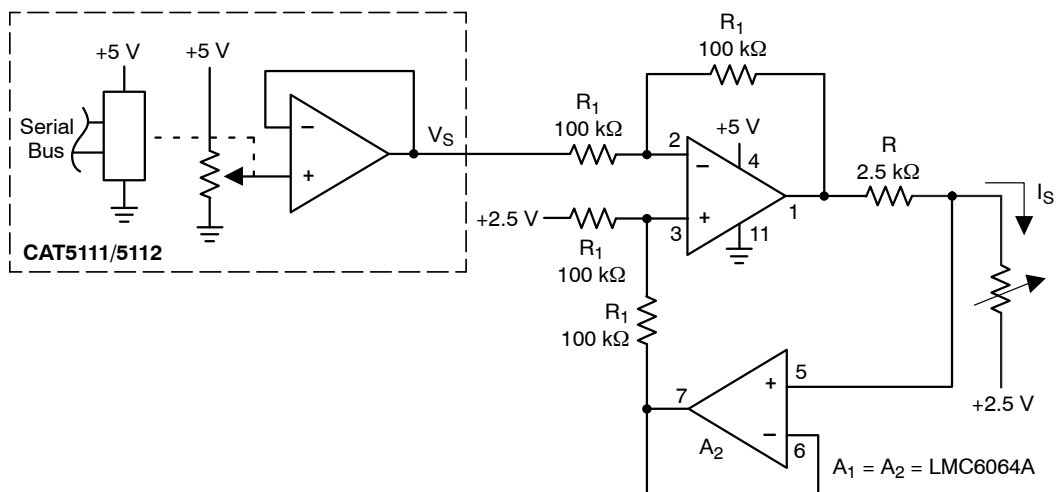 +5 V
+5 V
Serial
Bus
−
+
VS
CAT5111/5112
R1
100 kΩ
R1
100 kΩ
+5 V
2
−
4
+
3
11
1
+2.5 V
R1
100 kΩ
R1
100 kΩ
R
2.5 kΩ
IS
+2.5 V
7
+
5
−
6
A2
A1 = A2 = LMC6064A